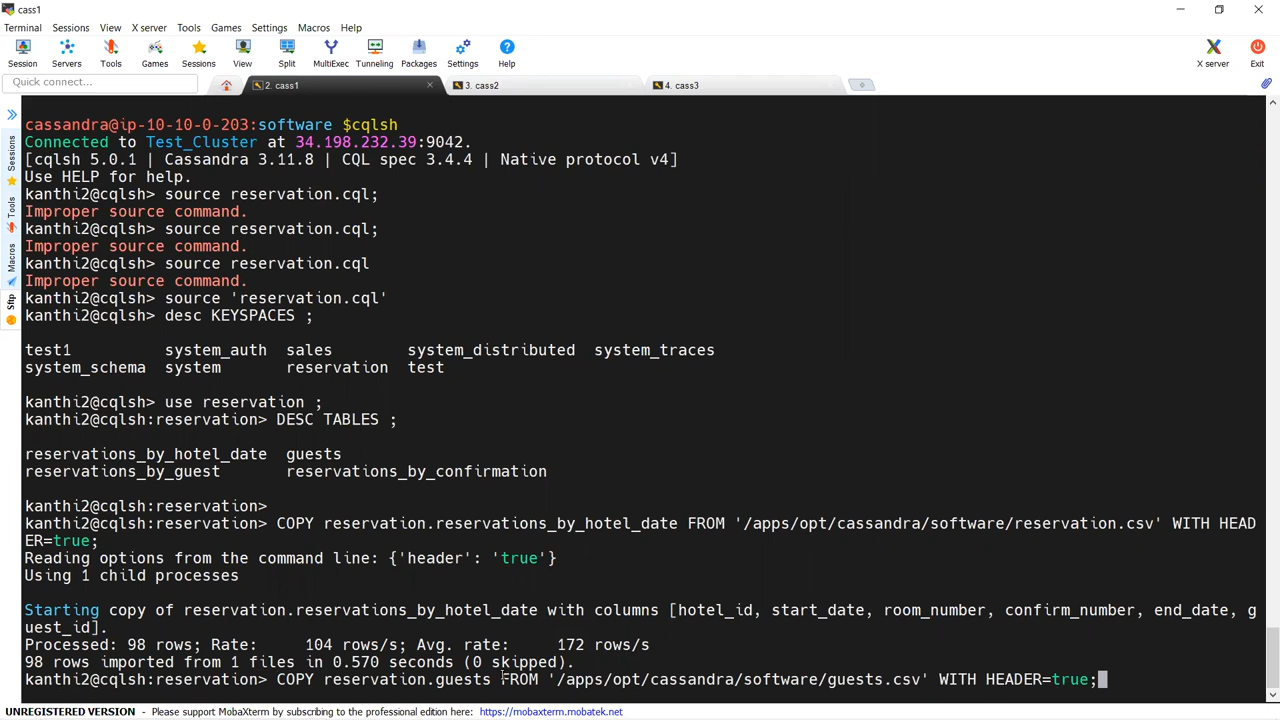 cass1
Terminal Sessions View X server Tools Games Settings Macros Help
Session Servers Tools Games Sessions View Split MultiExec Tunneling Packages Settings Help X server Exit
Quick connect... 2. cass1 3. cass2 4. cass3
Sessions
Tools
Macros
Sftp
cassandra@ip-10-10-0-203:software $cqlsh
Connected to Test_Cluster at 34.198.232.39:9042.
[cqlsh 5.0.1 | Cassandra 3.11.8 | CQL spec 3.4.4 | Native protocol v4]
Use HELP for help.
kanthi2@cqlsh> source reservation.cql;
Improper source command.
kanthi2@cqlsh> source reservation.cql;
Improper source command.
kanthi2@cqlsh> source reservation.cql
Improper source command.
kanthi2@cqlsh> source 'reservation.cql'
kanthi2@cqlsh> desc KEYSPACES ;
test1 system_auth sales system_distributed system_traces
system_schema system reservation test
kanthi2@cqlsh> use reservation ;
kanthi2@cqlsh:reservation> DESC TABLES ;
reservations_by_hotel_date guests
reservations_by_guest reservations_by_confirmation
kanthi2@cqlsh:reservation>
kanthi2@cqlsh:reservation> COPY reservation.reservations_by_hotel_date FROM '/apps/opt/cassandra/software/reservation.csv' WITH HEAD
ER=true;
Reading options from the command line: {'header': 'true'}
Using 1 child processes
Starting copy of reservation.reservations_by_hotel_date with columns [hotel_id, start_date, room_number, confirm_number, end_date, g
uest_id].
Processed: 98 rows; Rate: 104 rows/s; Avg. rate: 172 rows/s
98 rows imported from 1 files in 0.570 seconds (0 skipped).
kanthi2@cqlsh:reservation> COPY reservation.guests FROM '/apps/opt/cassandra/software/guests.csv' WITH HEADER=true;
UNREGISTERED VERSION - Please support MobaXterm by subscribing to the professional edition here: https://mobaxterm.mobatek.net